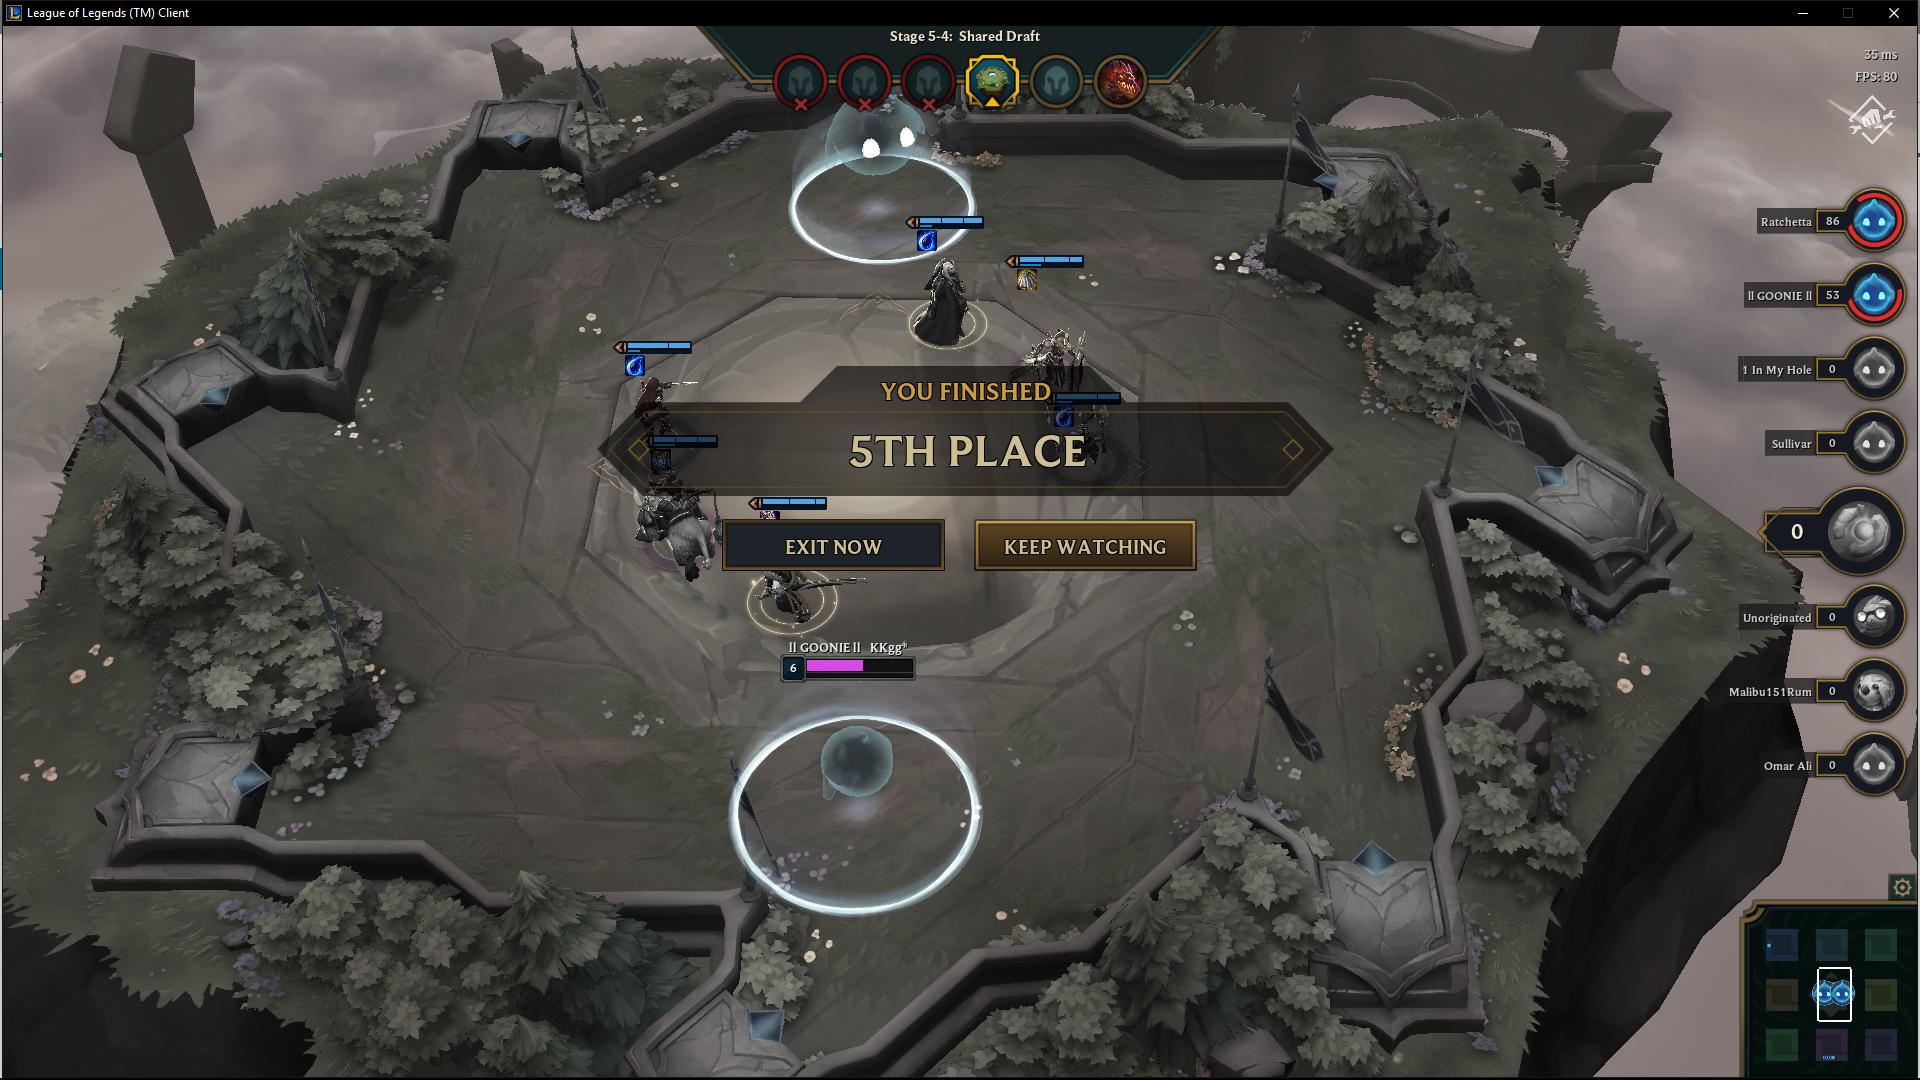 League of Legends (TM) Client
Stage 5-4: Shared Draft
35 ms
FPS: 80
Ratchetta 86
ll GOONIE ll 53
1 In My Hole 0
Sullivar 0
0
Unoriginated 0
Malibu151Rum 0
Omar Ali 0
YOU FINISHED
5TH PLACE
EXIT NOW
KEEP WATCHING
ll GOONIE ll KKgg*
6